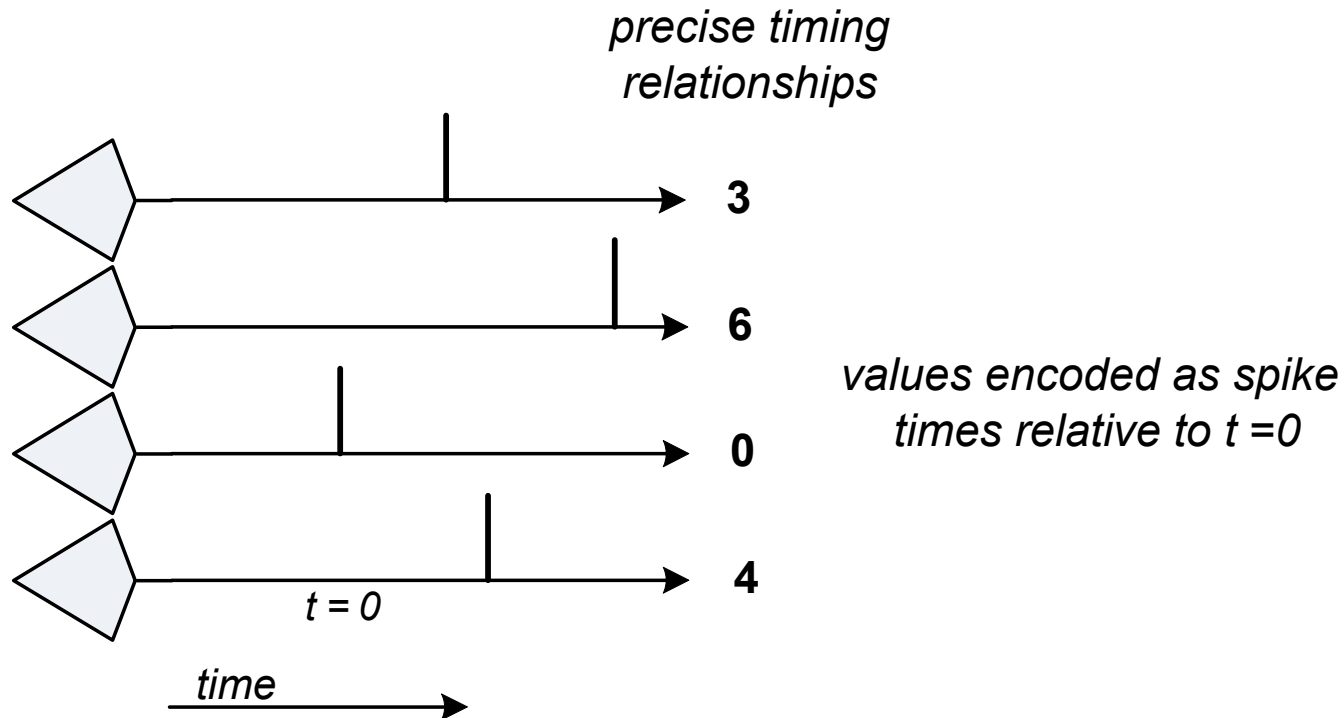 precise timing
relationships
3
6
values encoded as spike
times relative to t =0
0
4
t = 0
time